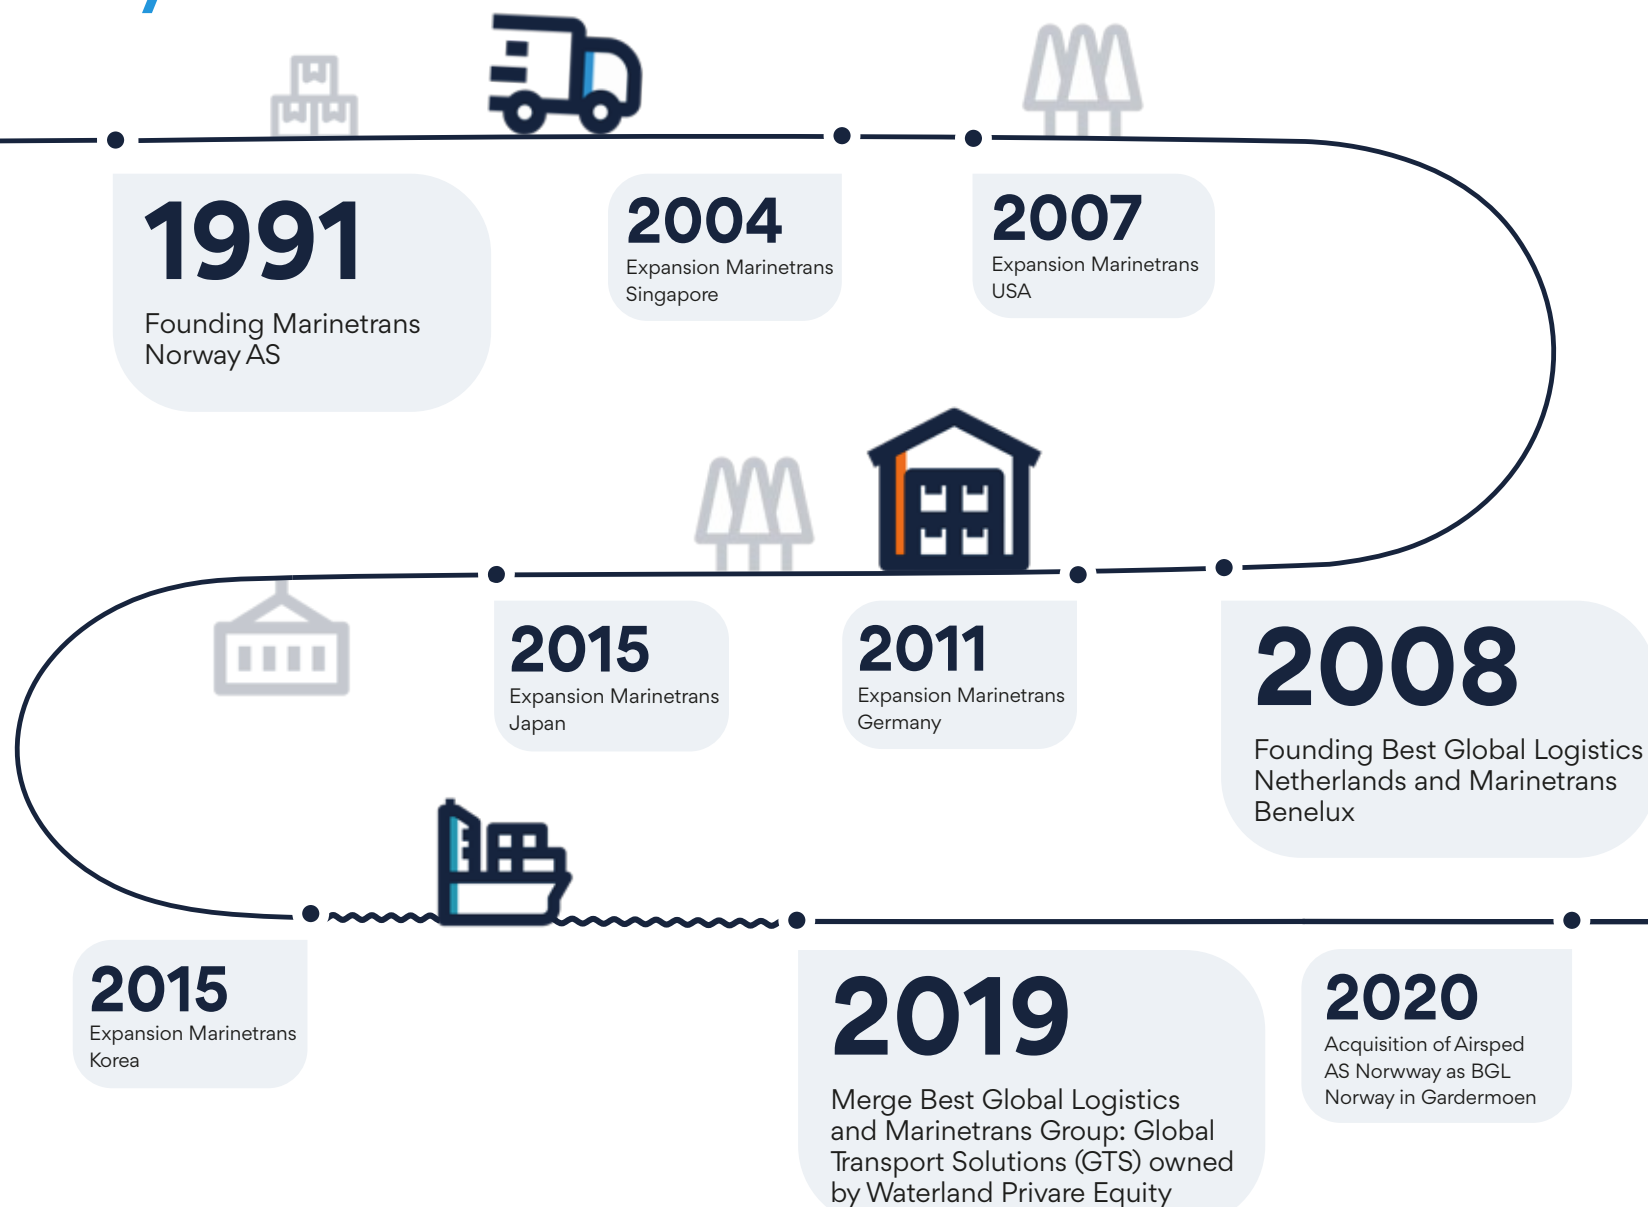 1991
Founding Marinetrans
Norway AS
2004
Expansion Marinetrans
Singapore
2007
Expansion Marinetrans
USA
2008
Founding Best Global Logistics
Netherlands and Marinetrans
Benelux
2011
Expansion Marinetrans
Germany
2015
Expansion Marinetrans
Japan
2015
Expansion Marinetrans
Korea
2019
Merge Best Global Logistics
and Marinetrans Group: Global
Transport Solutions (GTS) owned
by Waterland Privare Equity
2020
Acquisition of Airsped
AS Norwway as BGL
Norway in Gardermoen